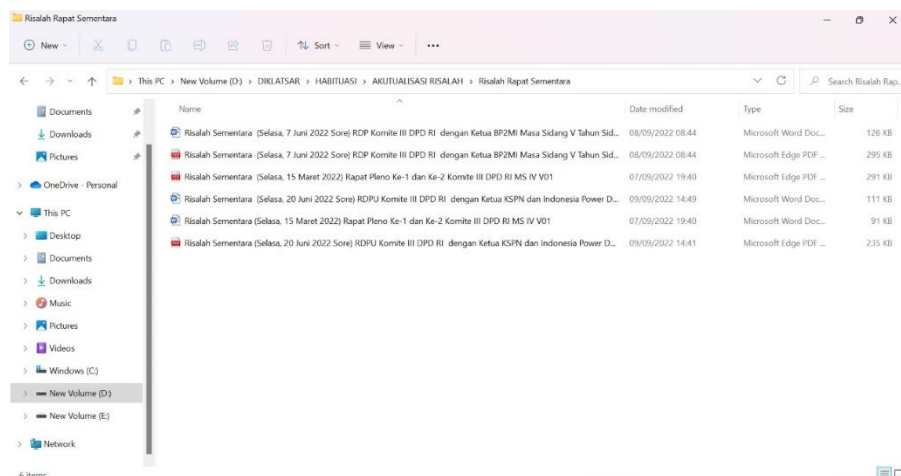 Risalah Rapat Sementara
New
Sort
View
This PC > New Volume (D:) > DIKLATSAR > HABITUASI > AKUTUALISASI RISALAH > Risalah Rapat Sementara
Search Risalah Rap...
Name Date modified Type Size
Documents
Downloads
Pictures
OneDrive - Personal
This PC
Desktop
Documents
Downloads
Music
Pictures
Videos
Windows (C:)
New Volume (D:)
New Volume (E:)
Network
Risalah Sementara (Selasa, 7 Juni 2022 Sore) RDP Komite III DPD RI dengan Ketua BP2MI Masa Sidang V Tahun Sid... 08/09/2022 08:44 Microsoft Word Doc... 126 KB
Risalah Sementara (Selasa, 7 Juni 2022 Sore) RDP Komite III DPD RI dengan Ketua BP2MI Masa Sidang V Tahun Sid... 08/09/2022 08:44 Microsoft Edge PDF ... 295 KB
Risalah Sementara (Selasa, 15 Maret 2022) Rapat Pleno Ke-1 dan Ke-2 Komite III DPD RI MS IV V01 07/09/2022 19:40 Microsoft Edge PDF ... 291 KB
Risalah Sementara (Selasa, 20 Juni 2022 Sore) RDPU Komite III DPD RI dengan Ketua KSPN dan Indonesia Power D... 09/09/2022 14:49 Microsoft Word Doc... 111 KB
Risalah Sementara (Selasa, 15 Maret 2022) Rapat Pleno Ke-1 dan Ke-2 Komite III DPD RI MS IV V01 07/09/2022 19:40 Microsoft Word Doc... 91 KB
Risalah Sementara (Selasa, 20 Juni 2022 Sore) RDPU Komite III DPD RI dengan Ketua KSPN dan Indonesia Power D... 09/09/2022 14:41 Microsoft Edge PDF ... 235 KB
6 items